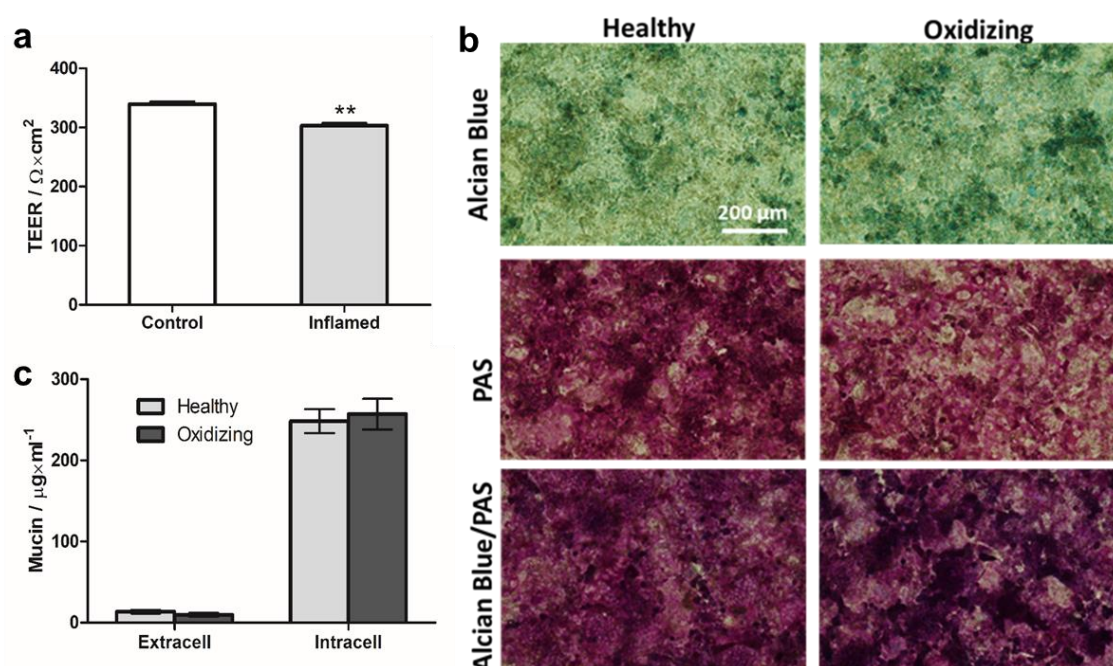 a
400
300
200
100
0
TEER / Ω×cm²
**
Control
Inflamed
b
Healthy
Oxidizing
Alcian Blue
200 µm
PAS
Alcian Blue/PAS
c
300
200
100
0
Mucin / µg×ml⁻¹
Healthy
Oxidizing
Extracell
Intracell